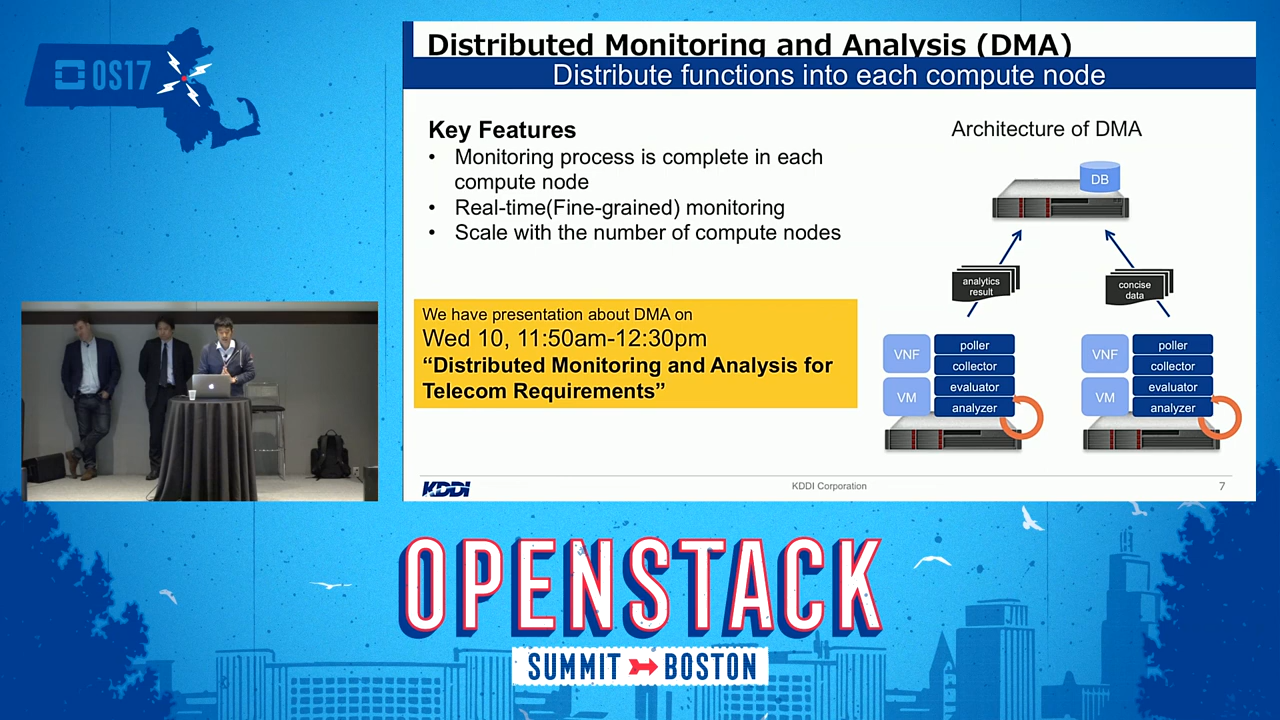 OS17
Distributed Monitoring and Analysis (DMA)
Distribute functions into each compute node
Key Features
• Monitoring process is complete in each
compute node
• Real-time(Fine-grained) monitoring
• Scale with the number of compute nodes
We have presentation about DMA on
Wed 10, 11:50am-12:30pm
“Distributed Monitoring and Analysis for
Telecom Requirements”
Architecture of DMA
DB
analytics
result
concise
data
VNF
VM
poller
collector
evaluator
analyzer
VNF
VM
poller
collector
evaluator
analyzer
KDDI
KDDI Corporation
7
OPENSTACK
SUMMIT BOSTON